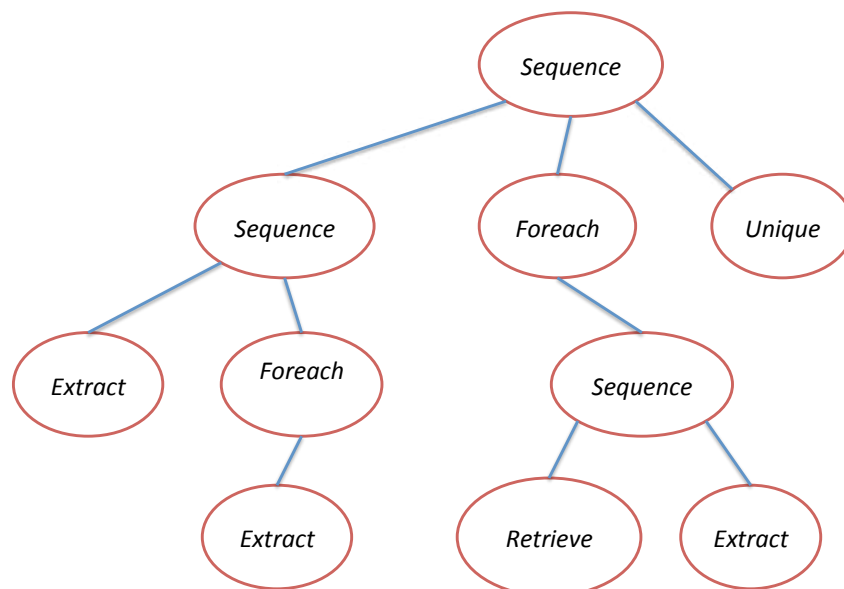 Sequence
Sequence
Foreach
Unique
Extract
Foreach
Sequence
Extract
Retrieve
Extract